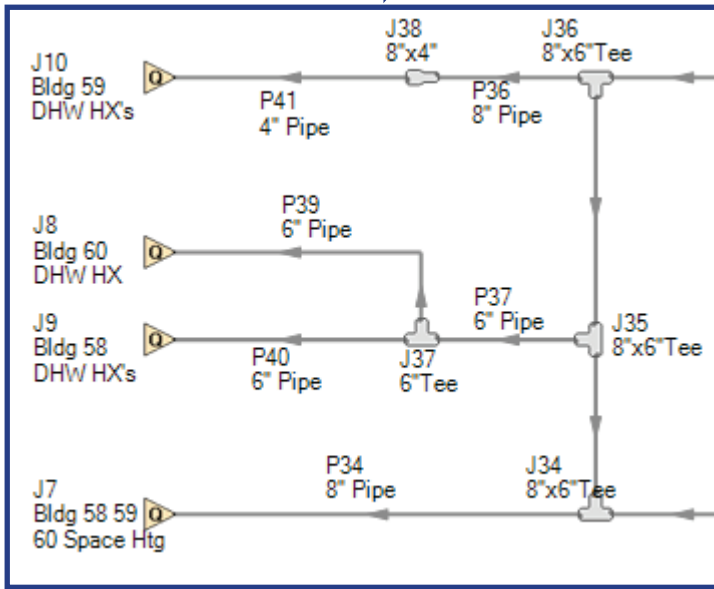 J38
8"x4"
J36
8"x6"Tee
J10
Bldg 59
DHW HX's
Q
P41
4" Pipe
P36
8" Pipe
P39
6" Pipe
J8
Bldg 60
DHW HX
Q
P37
6" Pipe
J35
8"x6"Tee
J9
Bldg 58
DHW HX's
Q
P40
6" Pipe
J37
6"Tee
P34
8" Pipe
J34
8"x6"Tee
J7
Bldg 58 59
60 Space Htg
Q